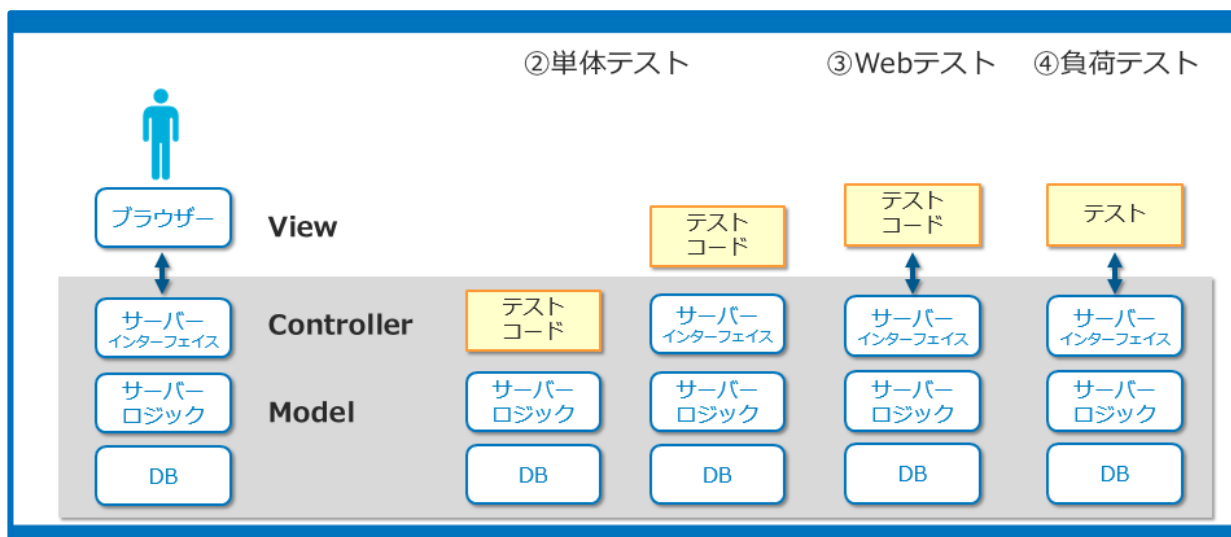 ②単体テスト
③Webテスト
④負荷テスト
ブラウザー
View
テスト
コード
テスト
コード
テスト
サーバー
インターフェイス
Controller
テスト
コード
サーバー
インターフェイス
サーバー
インターフェイス
サーバー
インターフェイス
サーバー
ロジック
Model
サーバー
ロジック
サーバー
ロジック
サーバー
ロジック
サーバー
ロジック
DB
DB
DB
DB
DB